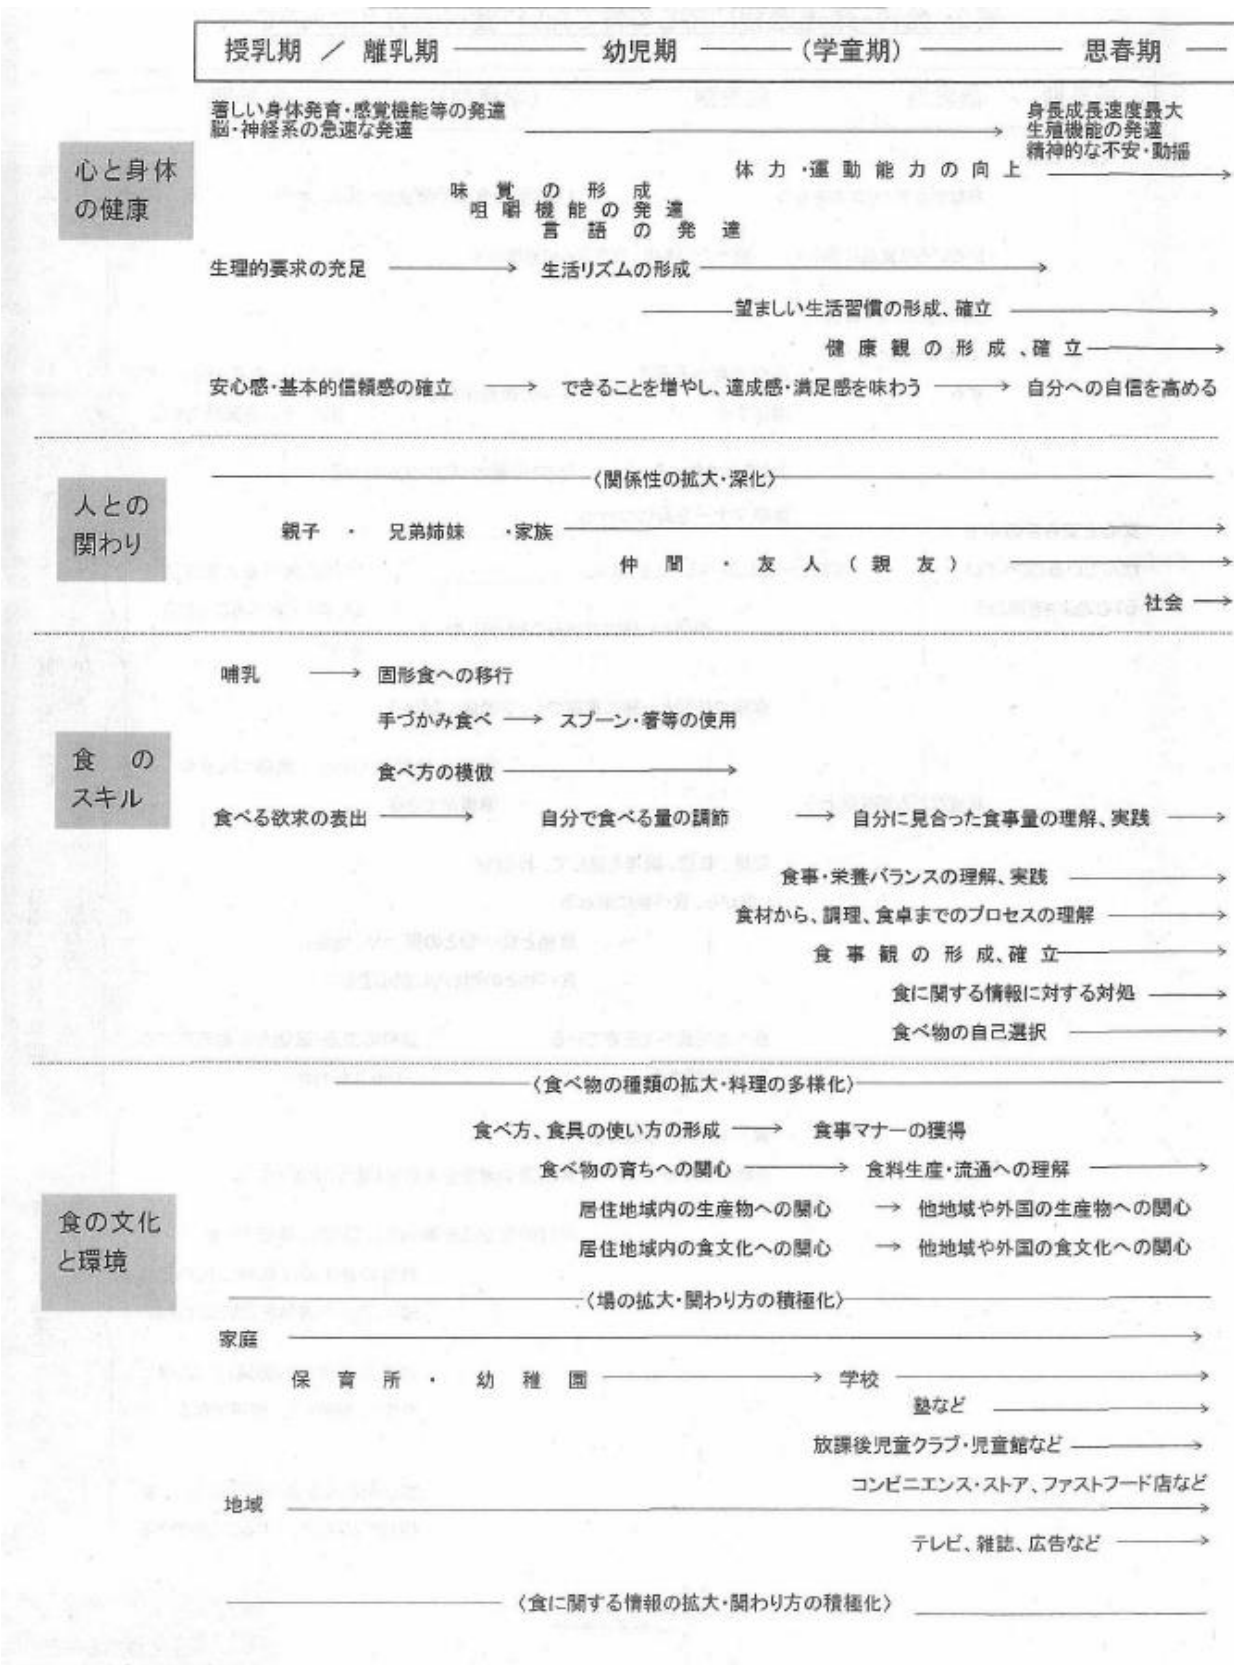 授乳期 ／ 離乳期 ― 幼児期 ― (学童期) ― 思春期 ―
著しい身体発育・感覚機能等の発達
脳・神経系の急速な発達 → 身長成長速度最大
生殖機能の発達
精神的な不安・動揺
心と身体
の健康
体力・運動能力の向上 →
味覚の形成
咀嚼機能の発達
言語の発達
生理的要求の充足 → 生活リズムの形成 →
望ましい生活習慣の形成、確立 →
健康観の形成、確立 →
安心感・基本的信頼感の確立 → できることを増やし、達成感・満足感を味わう → 自分への自信を高める
人との
関わり
〈関係性の拡大・深化〉
親子 ・ 兄弟姉妹 ・家族 →
仲間・友人（親友） →
社会 →
食 の
スキル
哺乳 → 固形食への移行
手づかみ食べ → スプーン・箸等の使用
食べ方の模倣 →
食べる欲求の表出 → 自分で食べる量の調節 → 自分に見合った食事量の理解、実践 →
食事・栄養バランスの理解、実践 →
食材から、調理、食卓までのプロセスの理解 →
食事観の形成、確立 →
食に関する情報に対する対処 →
食べ物の自己選択 →
食の文化
と環境
〈食べ物の種類の拡大・料理の多様化〉
食べ方、食具の使い方の形成 → 食事マナーの獲得
食べ物の育ちへの関心 → 食料生産・流通への理解 →
居住地域内の生産物への関心 → 他地域や外国の生産物への関心
居住地域内の食文化への関心 → 他地域や外国の食文化への関心
〈場の拡大・関わり方の積極化〉
家庭 →
保育所・幼稚園 → 学校 →
塾など →
放課後児童クラブ・児童館など →
コンビニエンス・ストア、ファストフード店など
地域 →
テレビ、雑誌、広告など →
〈食に関する情報の拡大・関わり方の積極化〉